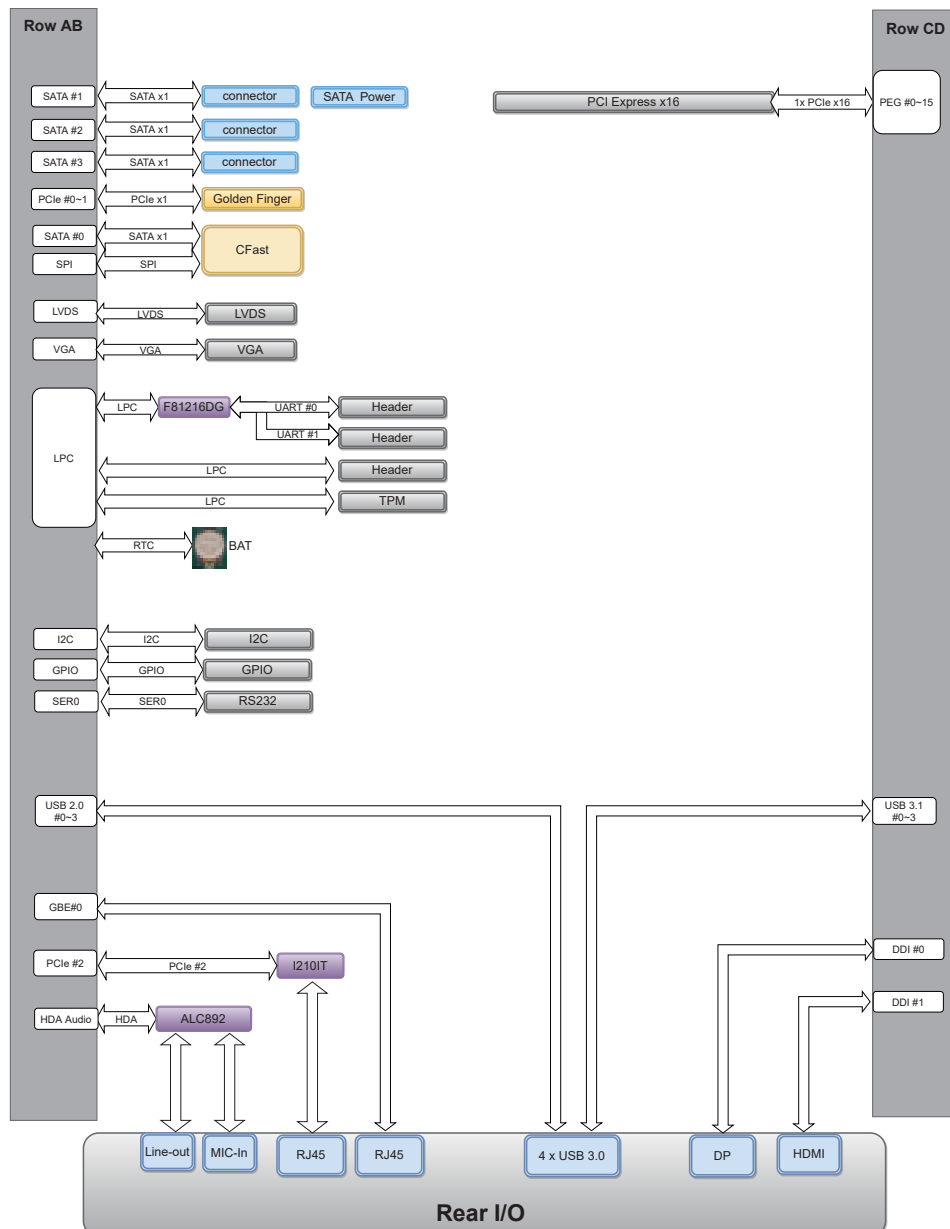 Row AB
Row CD
SATA #1
SATA x1
connector
SATA Power
PCI Express x16
1x PCIe x16
PEG #0~15
SATA #2
SATA x1
connector
SATA #3
SATA x1
connector
PCIe #0~1
PCIe x1
Golden Finger
SATA #0
SATA x1
CFast
SPI
SPI
LVDS
LVDS
LVDS
VGA
VGA
VGA
LPC
LPC
F81216DG
UART #0
Header
UART #1
Header
LPC
Header
LPC
TPM
RTC
BAT
I2C
I2C
I2C
GPIO
GPIO
GPIO
SER0
SER0
RS232
USB 2.0
#0~3
USB 3.1
#0~3
GBE#0
DDI #0
PCIe #2
PCIe #2
I210IT
DDI #1
HDA Audio
HDA
ALC892
Line-out
MIC-In
RJ45
RJ45
4 x USB 3.0
DP
HDMI
Rear I/O